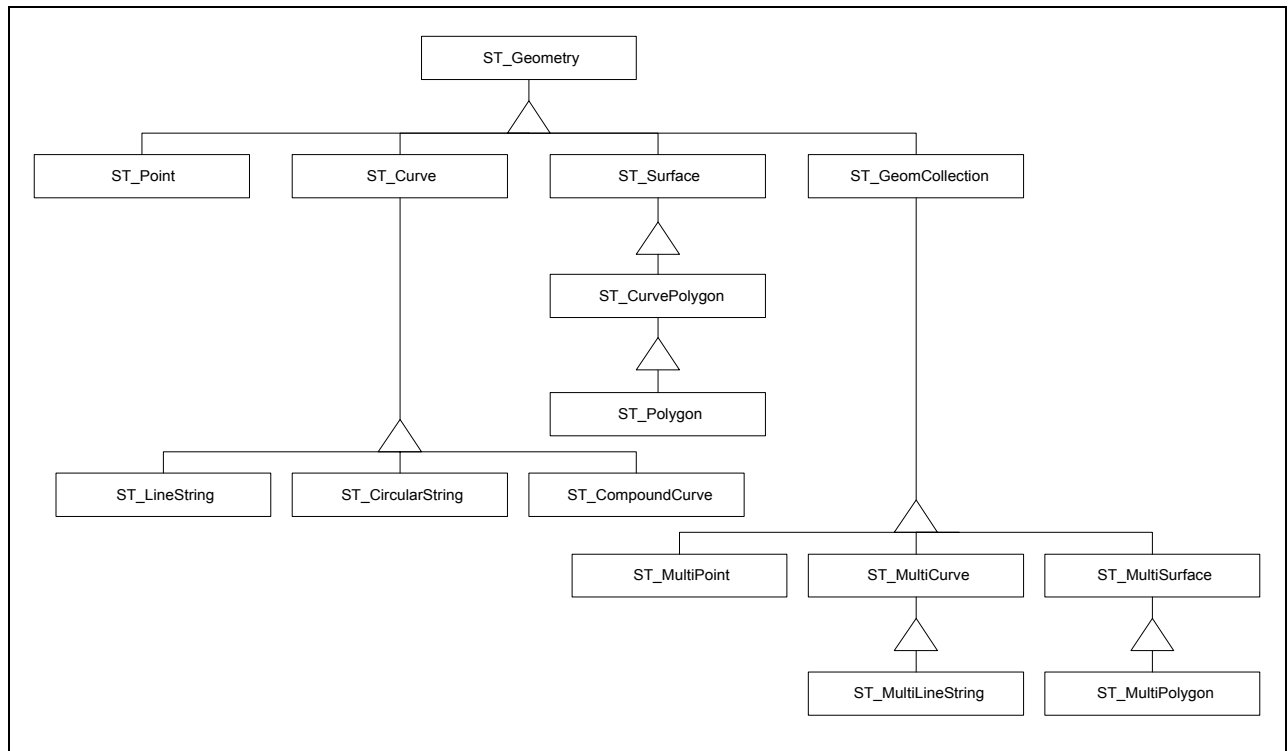 ST_Geometry
ST_Point
ST_Curve
ST_Surface
ST_GeomCollection
ST_CurvePolygon
ST_Polygon
ST_LineString
ST_CircularString
ST_CompoundCurve
ST_MultiPoint
ST_MultiCurve
ST_MultiSurface
ST_MultiLineString
ST_MultiPolygon